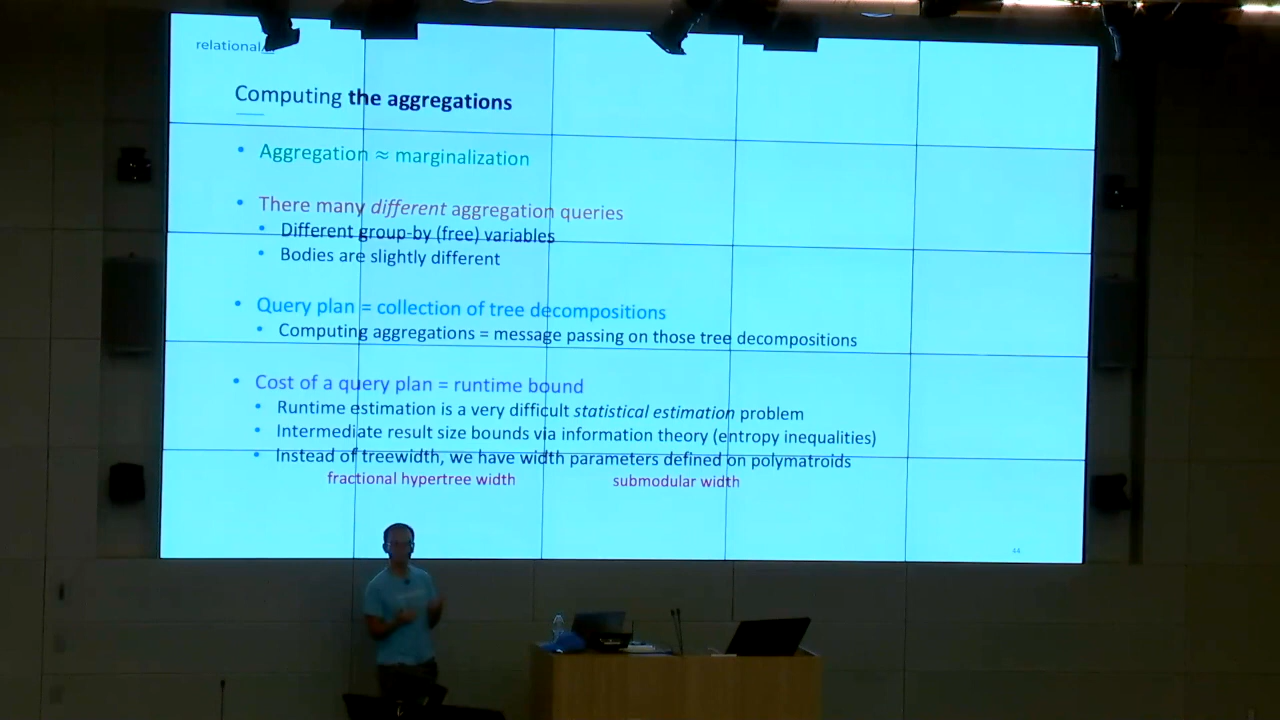 relationalAI
Computing the aggregations
• Aggregation ≈ marginalization
• There many different aggregation queries
• Different group-by (free) variables
• Bodies are slightly different
• Query plan = collection of tree decompositions
• Computing aggregations = message passing on those tree decompositions
• Cost of a query plan = runtime bound
• Runtime estimation is a very difficult statistical estimation problem
• Intermediate result size bounds via information theory (entropy inequalities)
• Instead of treewidth, we have width parameters defined on polymatroids
fractional hypertree width submodular width
44